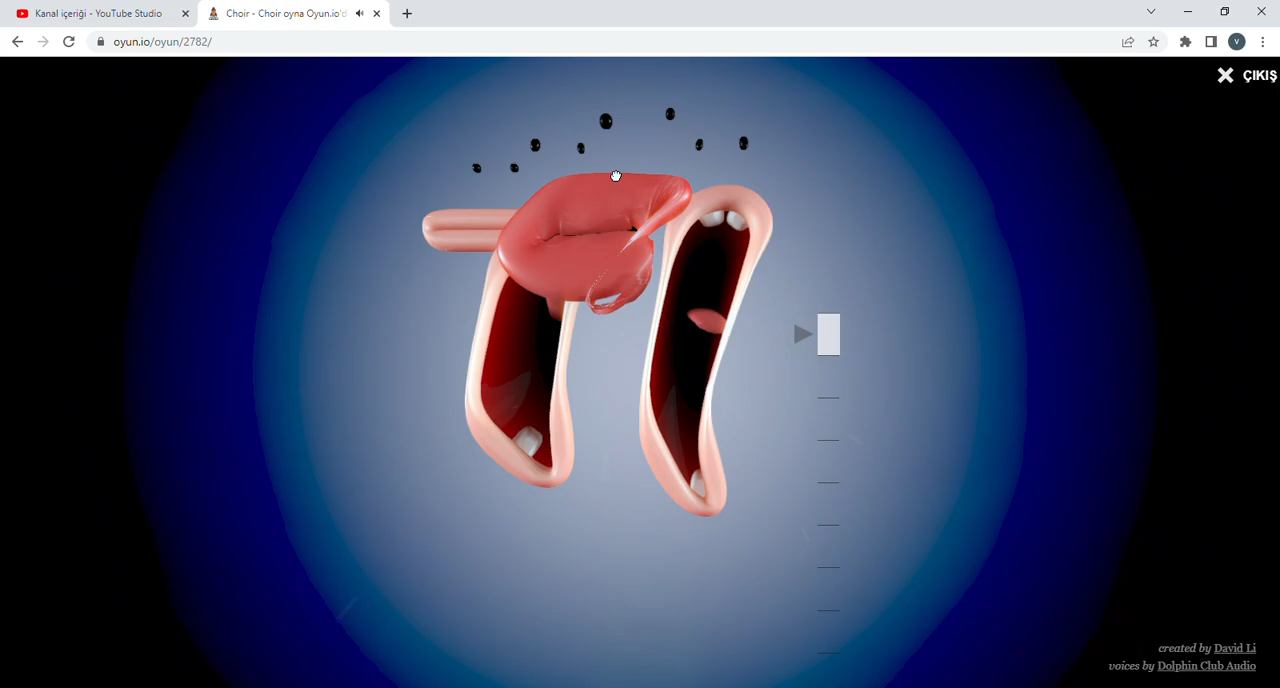 Kanal içeriği - YouTube Studio
Choir - Choir oyna Oyun.io'd
oyun.io/oyun/2782/
V
ÇIKIŞ
created by David Li
voices by Dolphin Club Audio